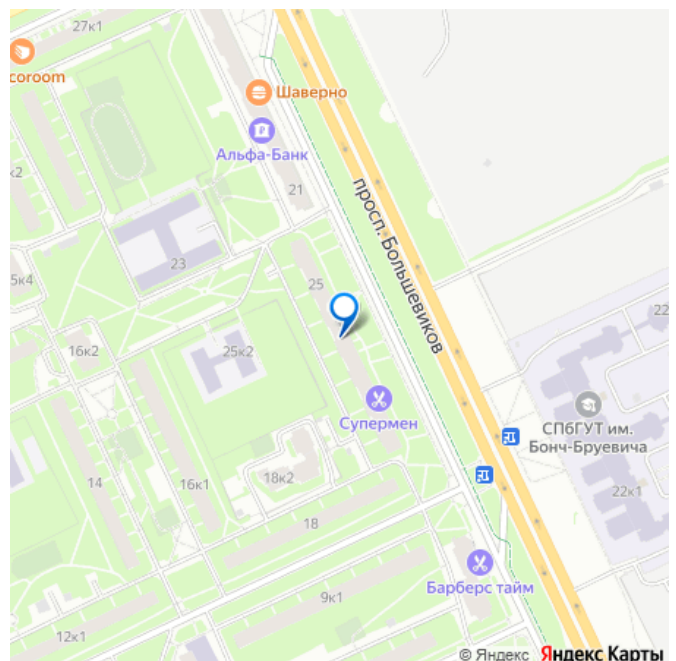 27к1
coroom
Шаверно
Альфа-Банк
к2
21
просп. Большевиков
23
5к4
25
22
16к2
25к2
Супермен
СПбГУТ им.
Бонч-Бруевича
14
16к1
18к2
22к1
18
Барберс тайм
9к1
12к1
© Яндекс Яндекс Карты